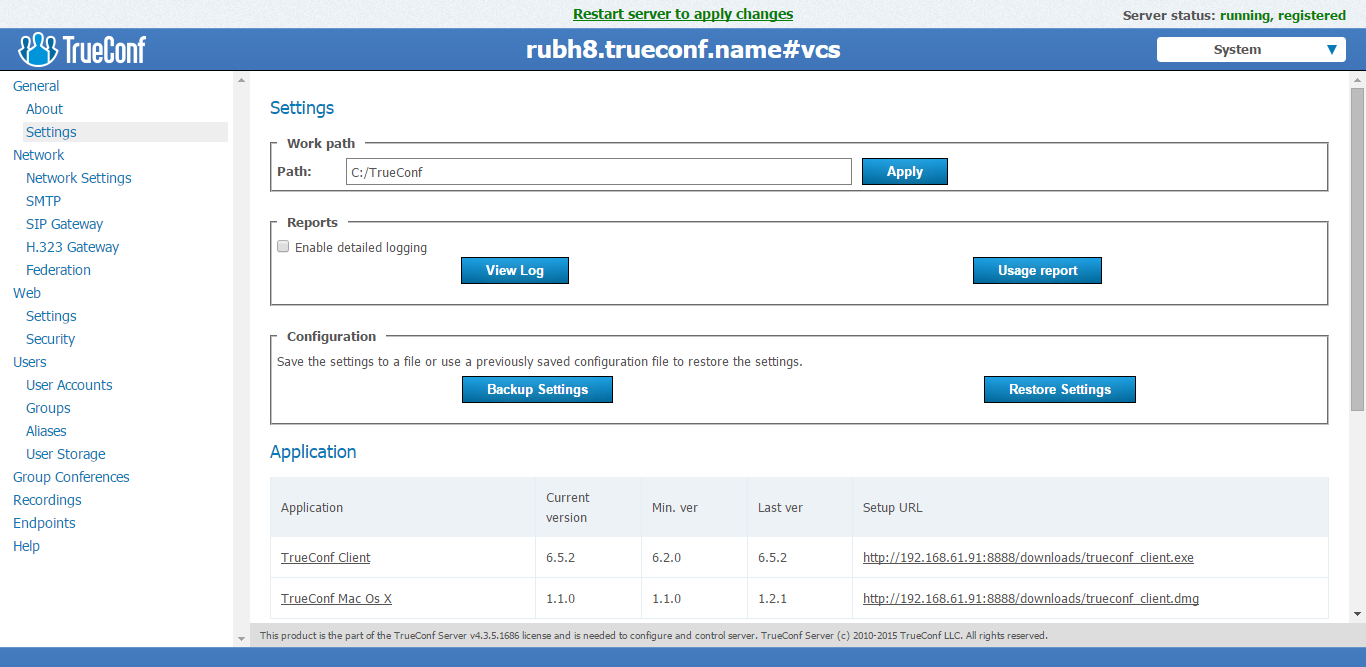 Restart server to apply changes
Server status: running, registered
TrueConf
rubh8.trueconf.name#vcs
System
General
About
Settings
Network
Network Settings
SMTP
SIP Gateway
H.323 Gateway
Federation
Web
Settings
Security
Users
User Accounts
Groups
Aliases
User Storage
Group Conferences
Recordings
Endpoints
Help
Settings
Work path
Path: C:/TrueConf Apply
Reports
Enable detailed logging
View Log Usage report
Configuration
Save the settings to a file or use a previously saved configuration file to restore the settings.
Backup Settings Restore Settings
Application
Application Current version Min. ver Last ver Setup URL
TrueConf Client 6.5.2 6.2.0 6.5.2 http://192.168.61.91:8888/downloads/trueconf_client.exe
TrueConf Mac Os X 1.1.0 1.1.0 1.2.1 http://192.168.61.91:8888/downloads/trueconf_client.dmg
This product is the part of the TrueConf Server v4.3.5.1686 license and is needed to configure and control server. TrueConf Server (c) 2010-2015 TrueConf LLC. All rights reserved.